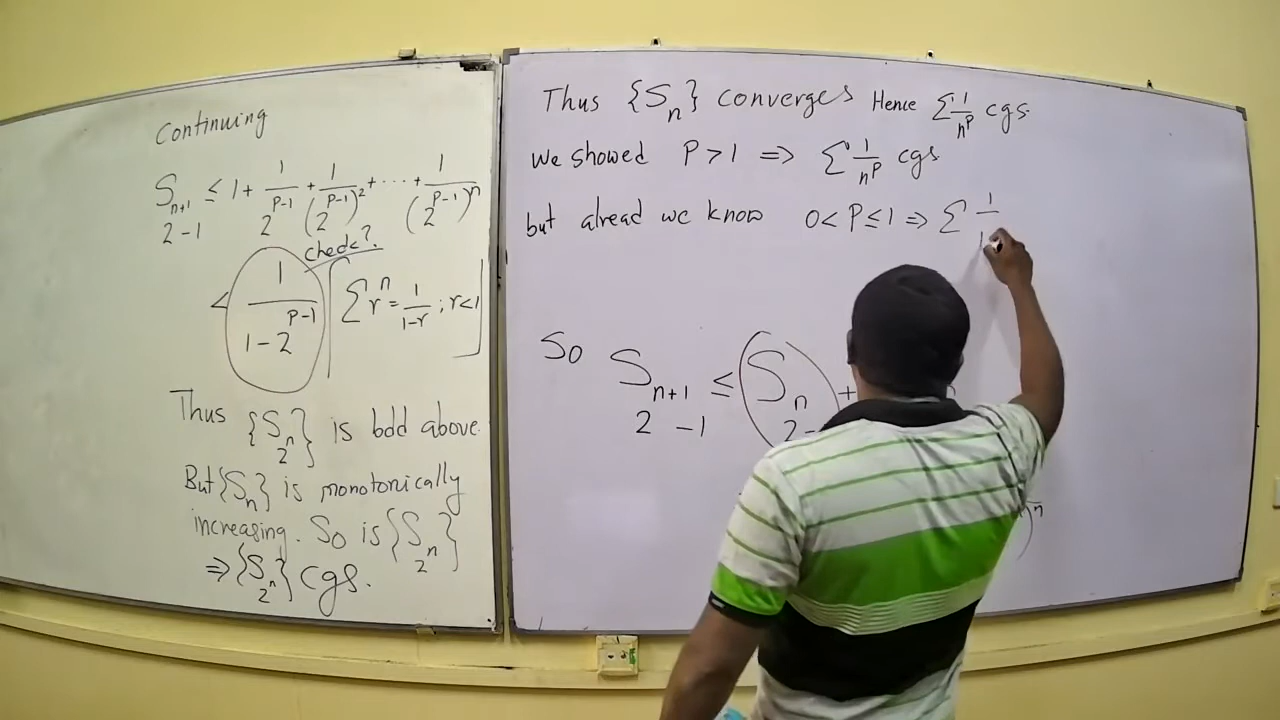 Continuing
S_{2^{n+1}-1} ≤ 1 + 1/2^{p-1} + 1/(2^{p-1})^2 + ... + 1/(2^{p-1})^n
check?
< 1/(1-2^{p-1}) [ Σ r^n = 1/(1-r) ; r<1 ]
Thus {S_{2^n}} is bdd above
But {S_n} is monotonically
increasing. So is {S_{2^n}}
⇒ {S_{2^n}} cgs.
Thus {S_n} converges Hence Σ 1/n^p cgs.
We showed P>1 ⇒ Σ 1/n^p cgs
but alread we know 0<P≤1 ⇒ Σ 1
So S_{2^{n+1}-1} ≤ S_{2^n-
+
n
)^n